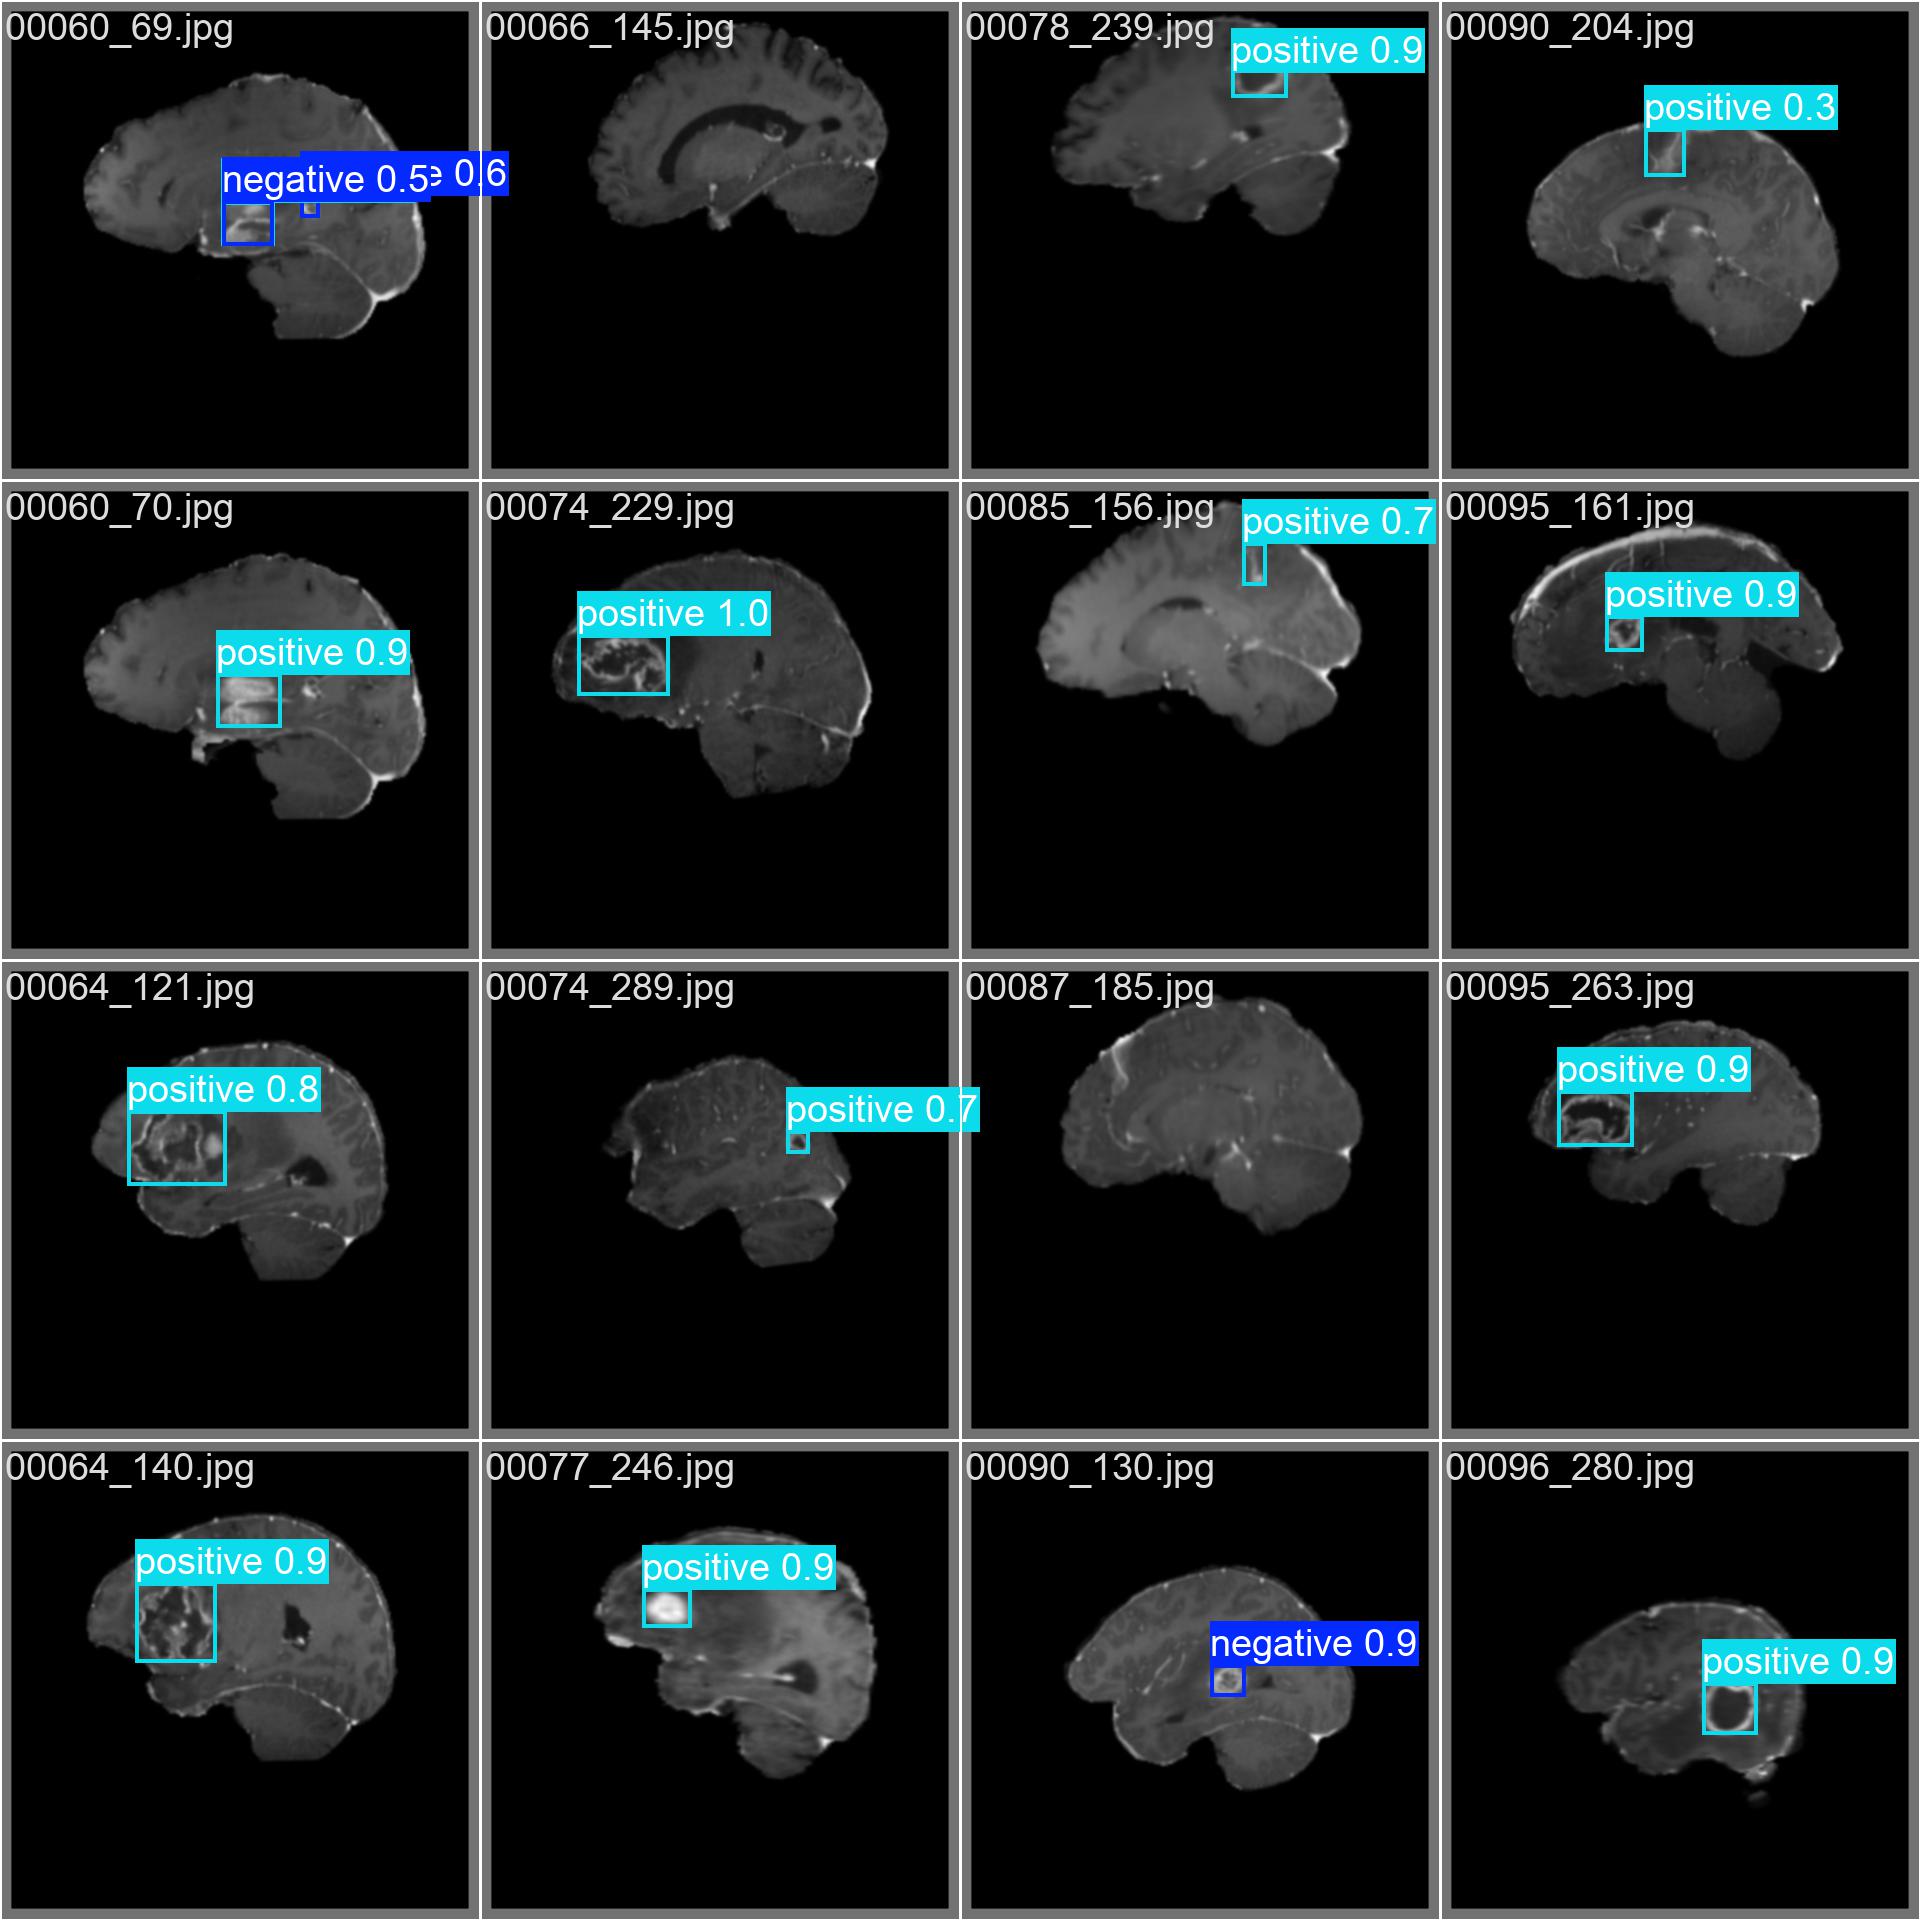 00060_69.jpg
negative 0.5
e 0.6
00066_145.jpg
00078_239.jpg
positive 0.9
00090_204.jpg
positive 0.3
00060_70.jpg
positive 0.9
00074_229.jpg
positive 1.0
00085_156.jpg
positive 0.7
00095_161.jpg
positive 0.9
00064_121.jpg
positive 0.8
00074_289.jpg
positive 0.7
00087_185.jpg
00095_263.jpg
positive 0.9
00064_140.jpg
positive 0.9
00077_246.jpg
positive 0.9
00090_130.jpg
negative 0.9
00096_280.jpg
positive 0.9